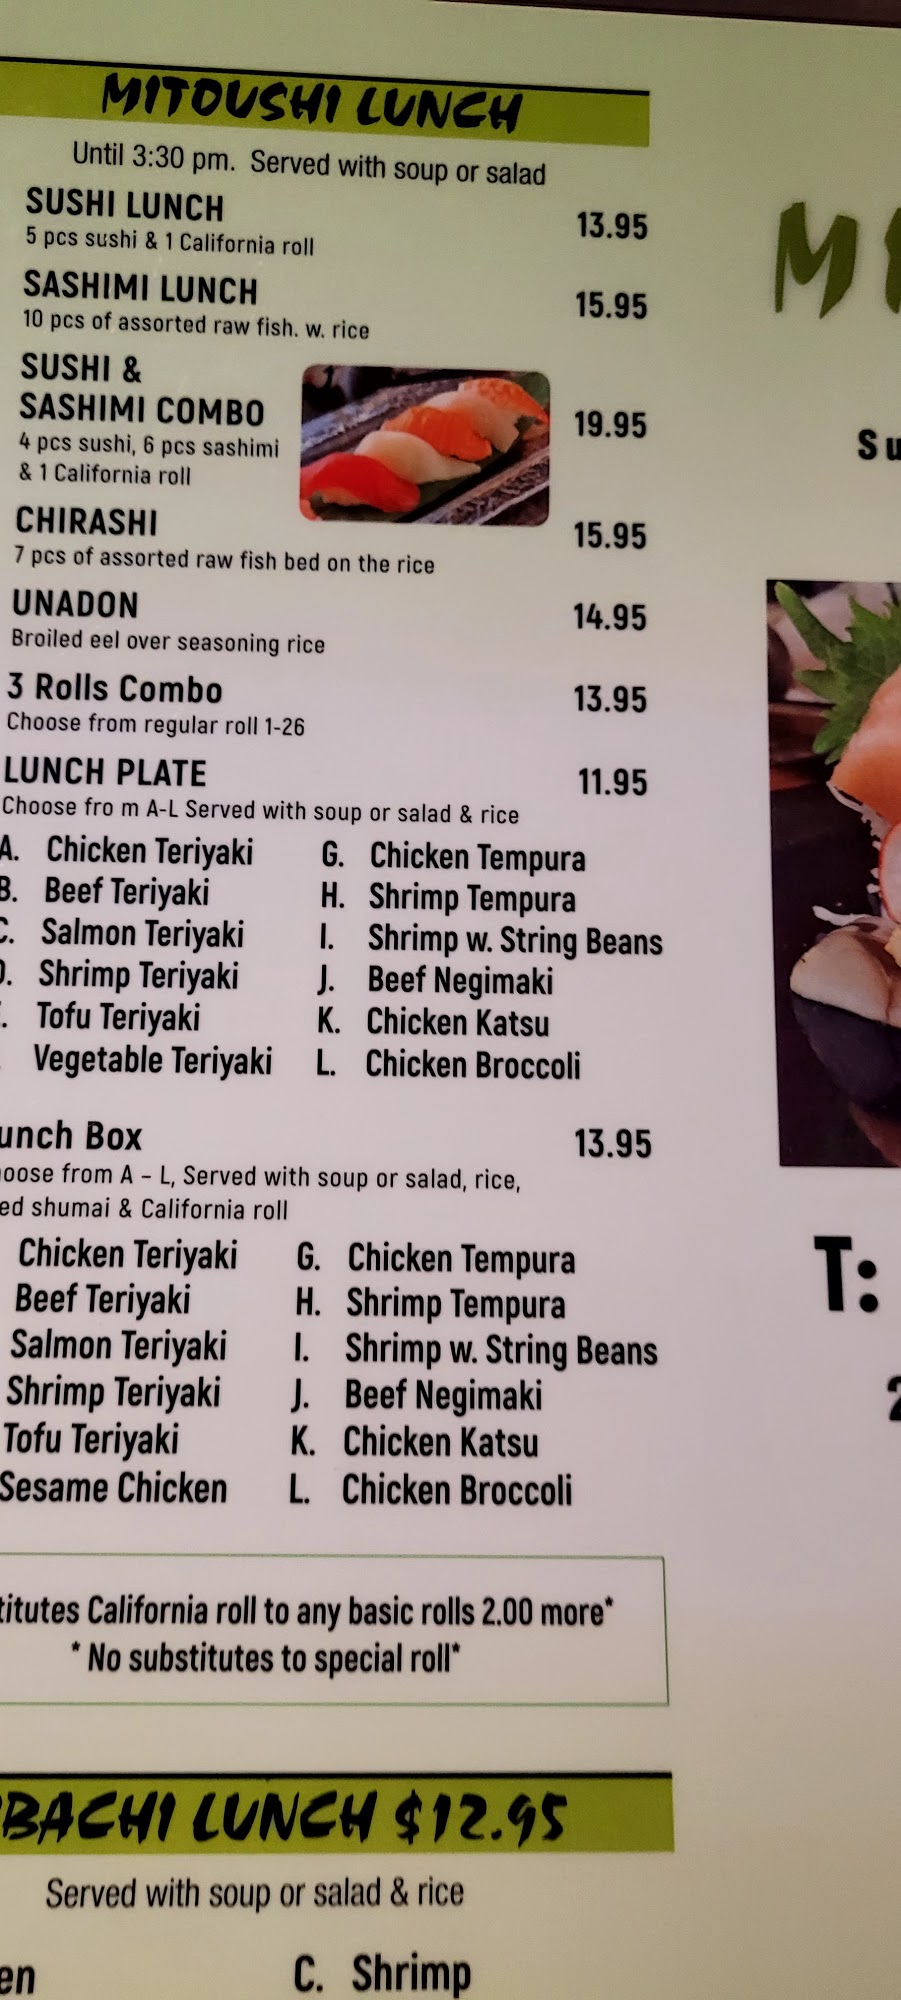 MITOUSHI LUNCH
Until 3:30 pm. Served with soup or salad
SUSHI LUNCH 13.95
5 pcs sushi & 1 California roll
SASHIMI LUNCH 15.95
10 pcs of assorted raw fish. w. rice
SUSHI &
SASHIMI COMBO 19.95
4 pcs sushi, 6 pcs sashimi
& 1 California roll
CHIRASHI 15.95
7 pcs of assorted raw fish bed on the rice
UNADON 14.95
Broiled eel over seasoning rice
3 Rolls Combo 13.95
Choose from regular roll 1-26
LUNCH PLATE 11.95
Choose fro m A-L Served with soup or salad & rice
A. Chicken Teriyaki
B. Beef Teriyaki
C. Salmon Teriyaki
D. Shrimp Teriyaki
Tofu Teriyaki
Vegetable Teriyaki
G. Chicken Tempura
H. Shrimp Tempura
I. Shrimp w. String Beans
J. Beef Negimaki
K. Chicken Katsu
L. Chicken Broccoli
unch Box 13.95
oose from A - L, Served with soup or salad, rice,
ed shumai & California roll
Chicken Teriyaki
Beef Teriyaki
Salmon Teriyaki
Shrimp Teriyaki
Tofu Teriyaki
Sesame Chicken
G. Chicken Tempura
H. Shrimp Tempura
I. Shrimp w. String Beans
J. Beef Negimaki
K. Chicken Katsu
L. Chicken Broccoli
titutes California roll to any basic rolls 2.00 more*
* No substitutes to special roll*
BACHI LUNCH $12.95
Served with soup or salad & rice
en
C. Shrimp
M
Su
T:
2